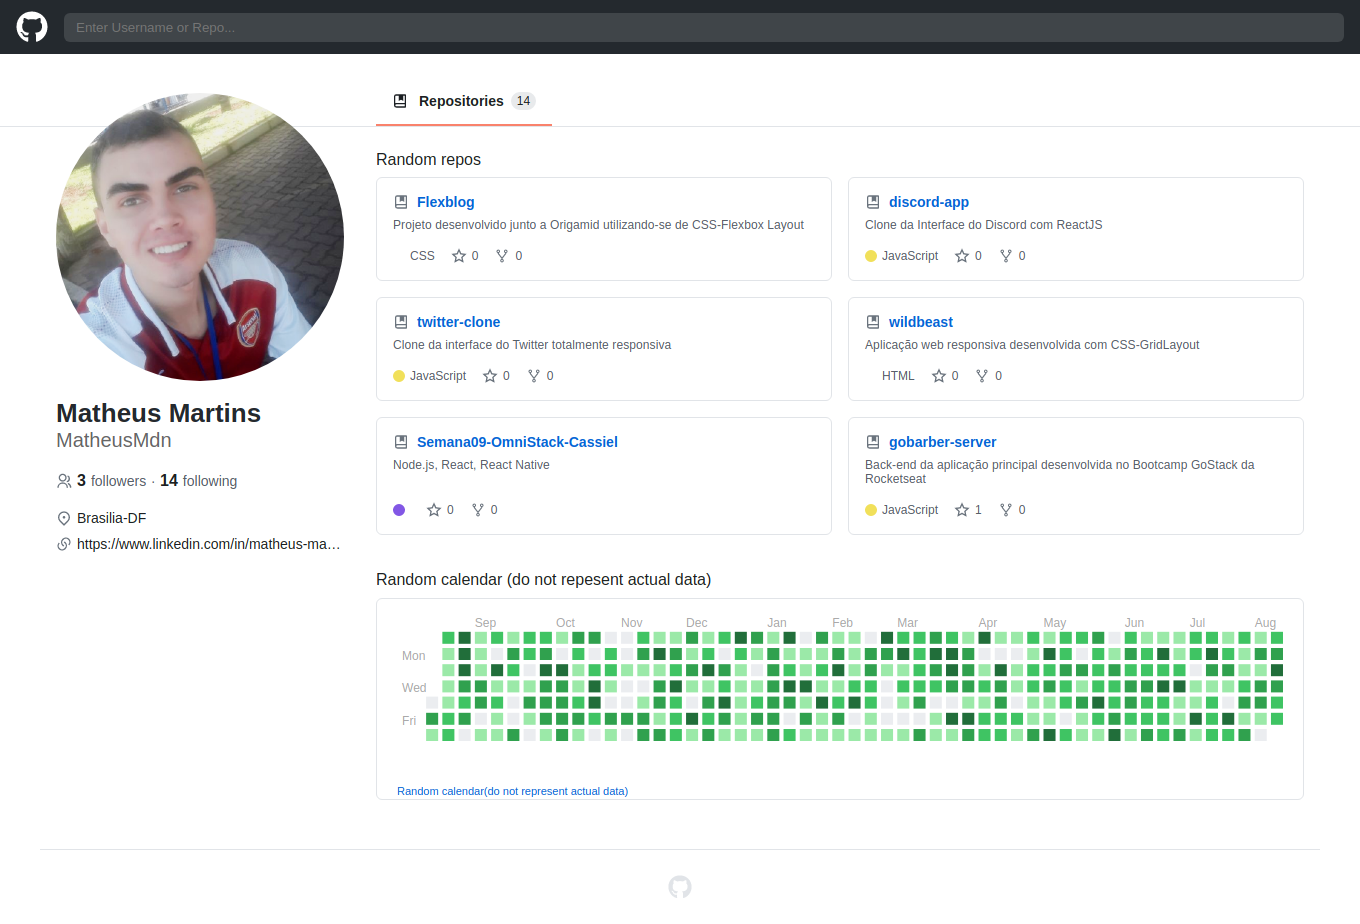 Enter Username or Repo...
Repositories 14
Arsenal
Matheus Martins
MatheusMdn
3 followers · 14 following
Brasilia-DF
https://www.linkedin.com/in/matheus-ma…
Random repos
Flexblog
Projeto desenvolvido junto a Origamid utilizando-se de CSS-Flexbox Layout
CSS 0 0
discord-app
Clone da Interface do Discord com ReactJS
JavaScript 0 0
twitter-clone
Clone da interface do Twitter totalmente responsiva
JavaScript 0 0
wildbeast
Aplicação web responsiva desenvolvida com CSS-GridLayout
HTML 0 0
Semana09-OmniStack-Cassiel
Node.js, React, React Native
0 0
gobarber-server
Back-end da aplicação principal desenvolvida no Bootcamp GoStack da
Rocketseat
JavaScript 1 0
Random calendar (do not repesent actual data)
Sep Oct Nov Dec Jan Feb Mar Apr May Jun Jul Aug
Mon
Wed
Fri
Random calendar(do not represent actual data)